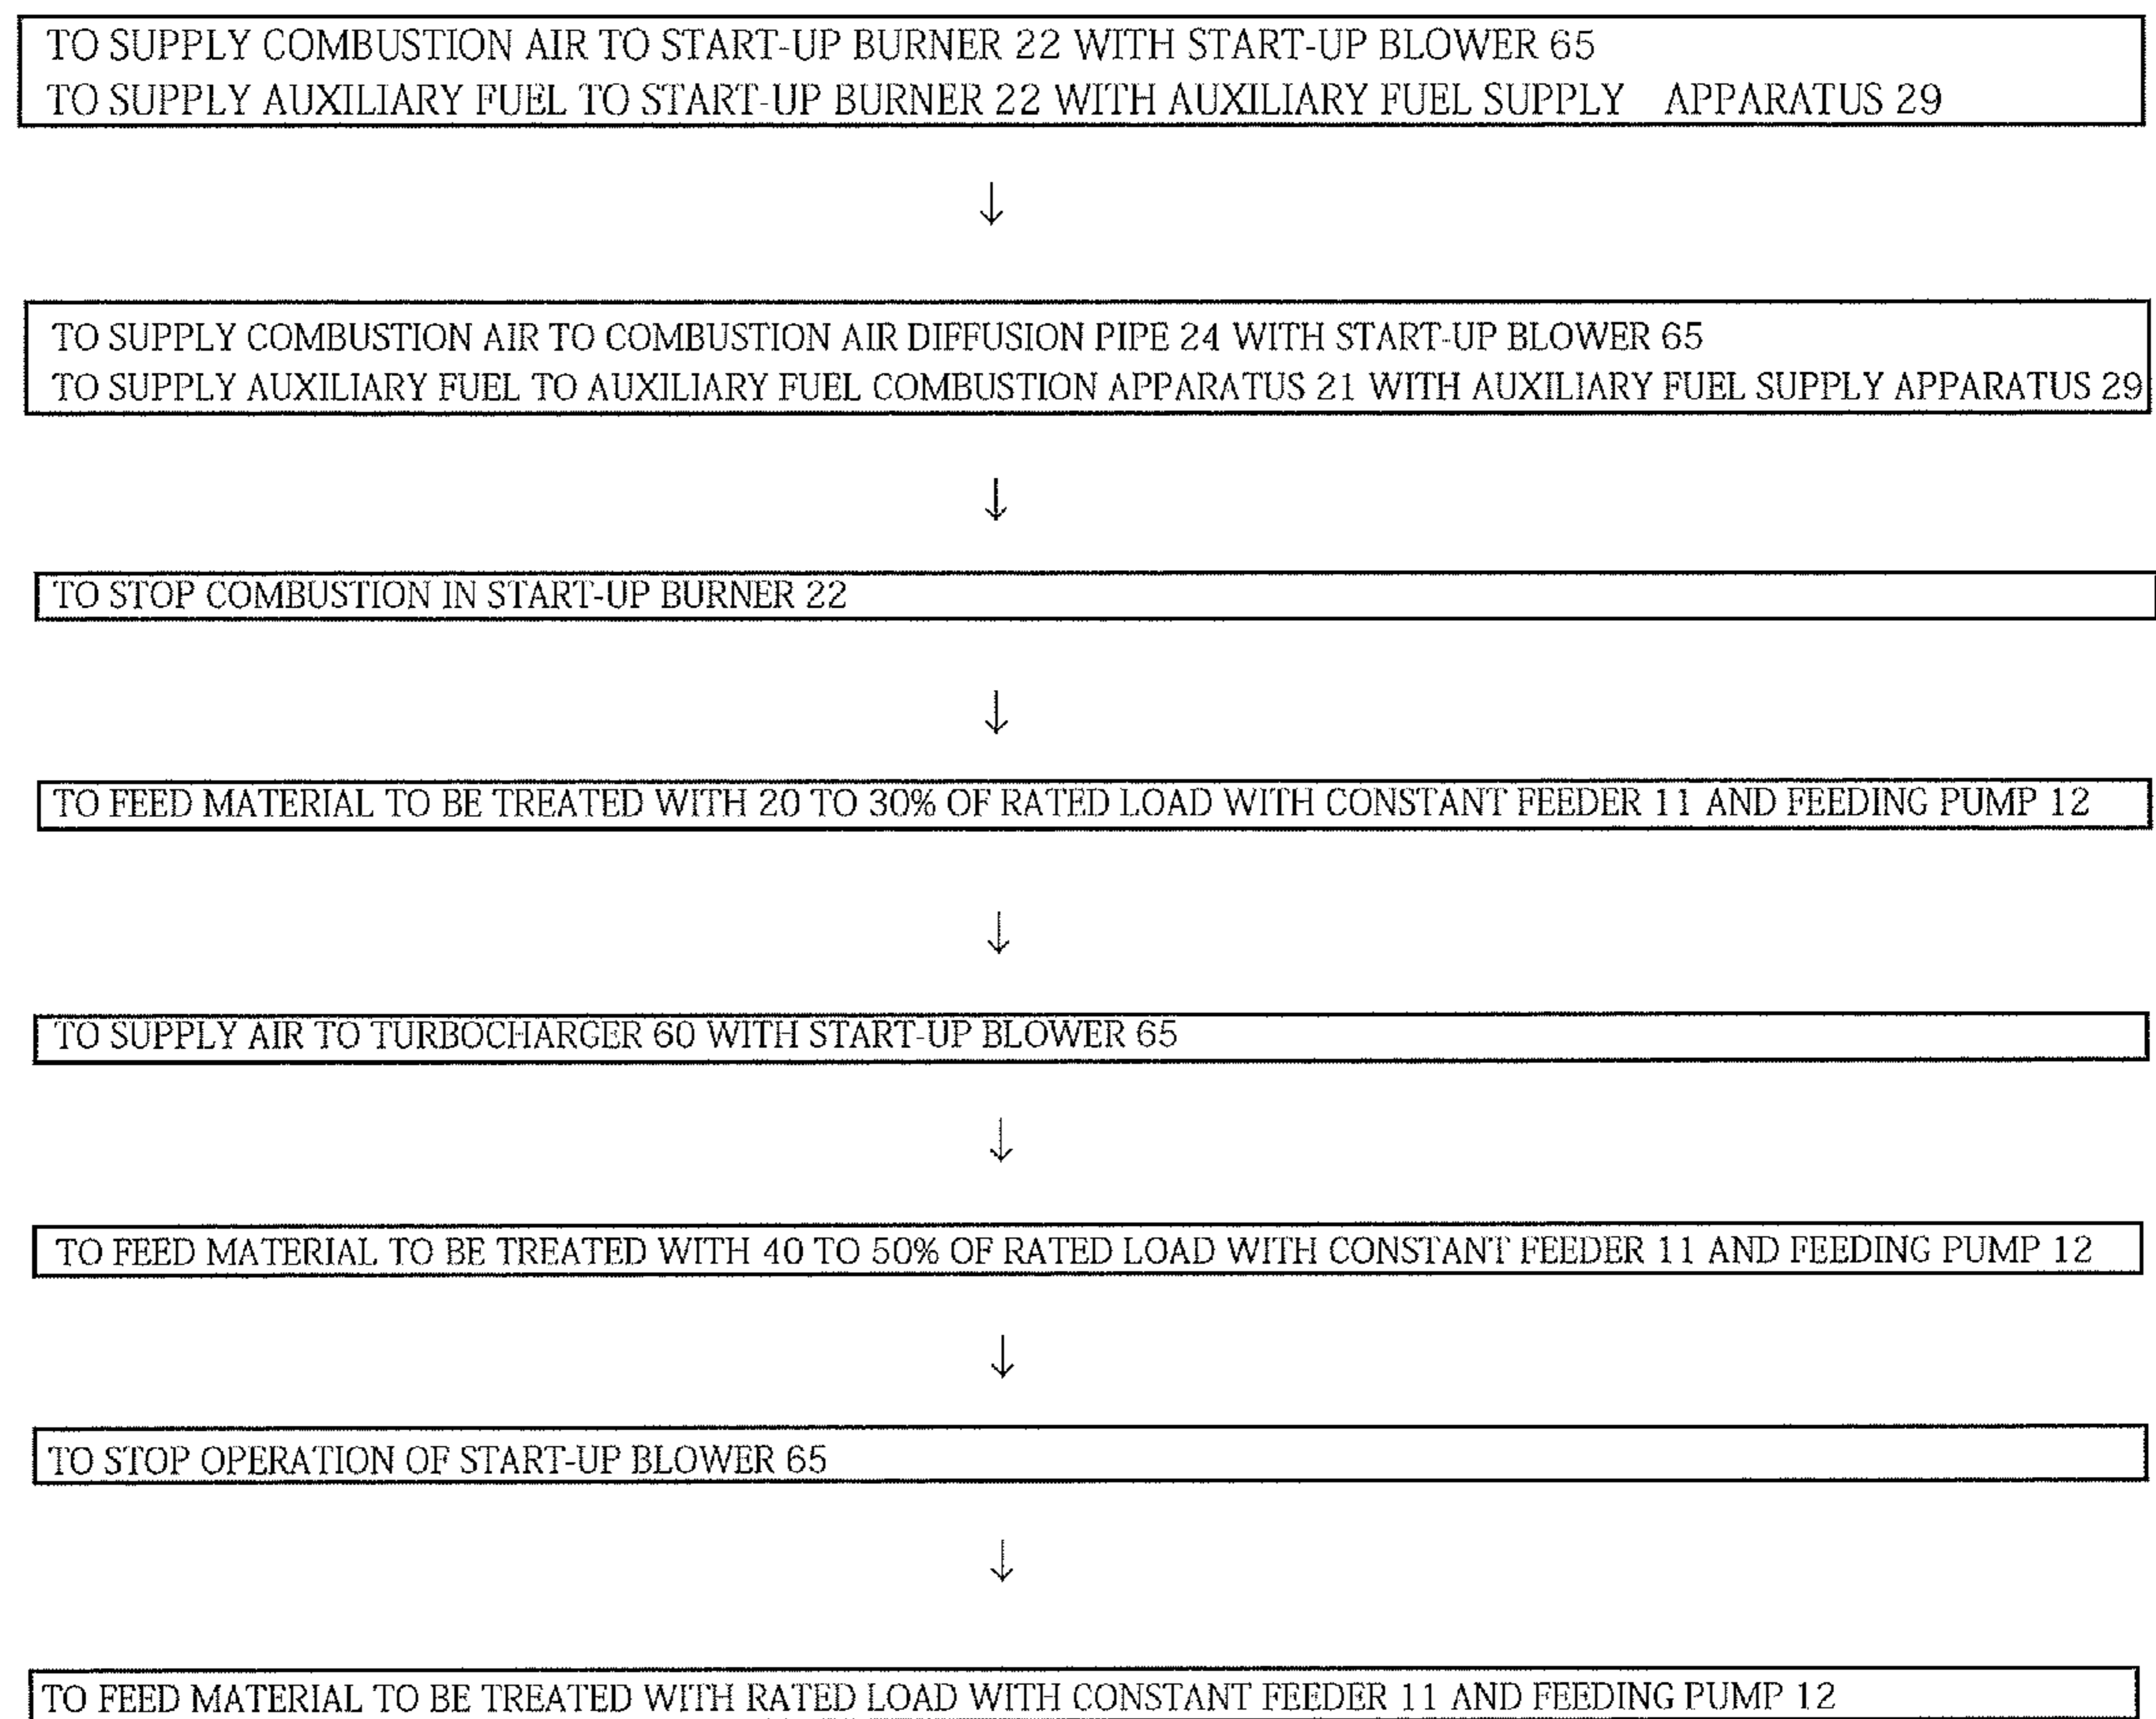 TO SUPPLY COMBUSTION AIR TO START-UP BURNER 22 WITH START-UP BLOWER 65
TO SUPPLY AUXILIARY FUEL TO START-UP BURNER 22 WITH AUXILIARY FUEL SUPPLY APPARATUS 29
↓
TO SUPPLY COMBUSTION AIR TO COMBUSTION AIR DIFFUSION PIPE 24 WITH START-UP BLOWER 65
TO SUPPLY AUXILIARY FUEL TO AUXILIARY FUEL COMBUSTION APPARATUS 21 WITH AUXILIARY FUEL SUPPLY APPARATUS 29
↓
TO STOP COMBUSTION IN START-UP BURNER 22
↓
TO FEED MATERIAL TO BE TREATED WITH 20 TO 30% OF RATED LOAD WITH CONSTANT FEEDER 11 AND FEEDING PUMP 12
↓
TO SUPPLY AIR TO TURBOCHARGER 60 WITH START-UP BLOWER 65
↓
TO FEED MATERIAL TO BE TREATED WITH 40 TO 50% OF RATED LOAD WITH CONSTANT FEEDER 11 AND FEEDING PUMP 12
↓
TO STOP OPERATION OF START-UP BLOWER 65
↓
TO FEED MATERIAL TO BE TREATED WITH RATED LOAD WITH CONSTANT FEEDER 11 AND FEEDING PUMP 12